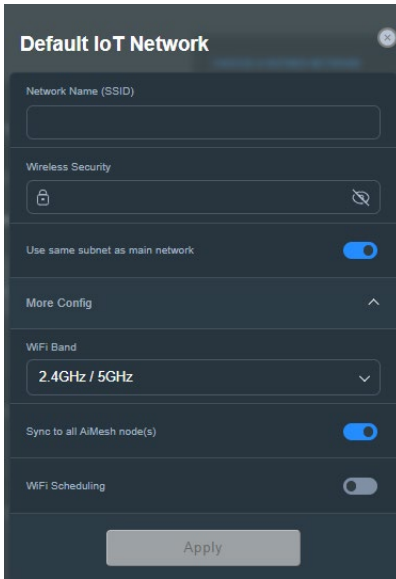 Default IoT Network
Network Name (SSID)
Wireless Security
Use same subnet as main network
More Config
WiFi Band
2.4GHz / 5GHz
Sync to all AiMesh node(s)
WiFi Scheduling
Apply